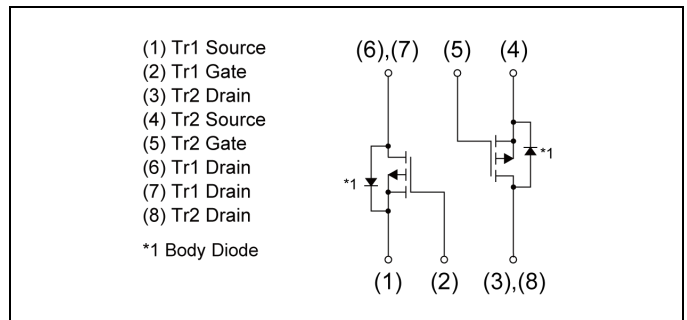 (1) Tr1 Source
(2) Tr1 Gate
(3) Tr2 Drain
(4) Tr2 Source
(5) Tr2 Gate
(6) Tr1 Drain
(7) Tr1 Drain
(8) Tr2 Drain
*1 Body Diode
(6),(7) (5) (4)
*1
*1
(1) (2) (3),(8)